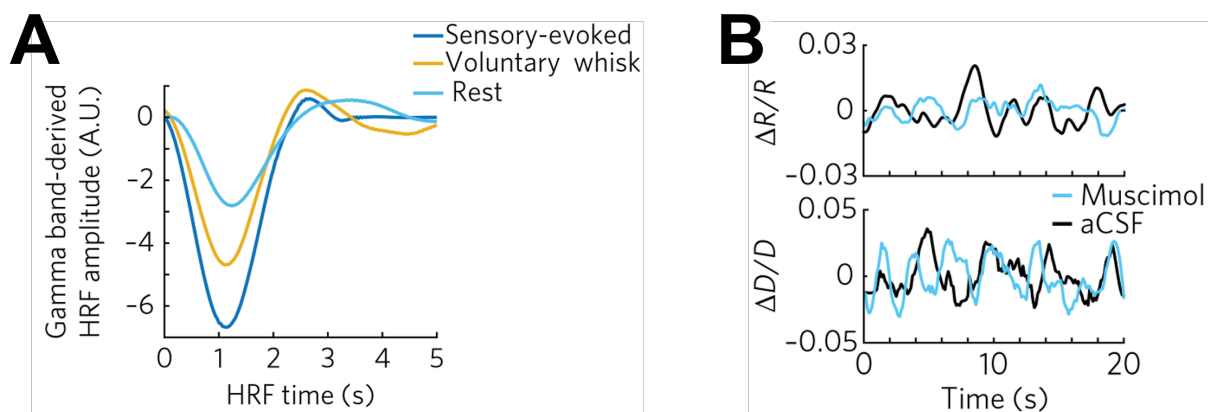 A
Sensory-evoked
Voluntary whisk
Rest
Gamma band-derived
HRF amplitude (A.U.)
0
−2
−4
−6
0 1 2 3 4 5
HRF time (s)
B
0.03
0
−0.03
ΔR/R
Muscimol
aCSF
0.05
0
−0.05
ΔD/D
0 10 20
Time (s)